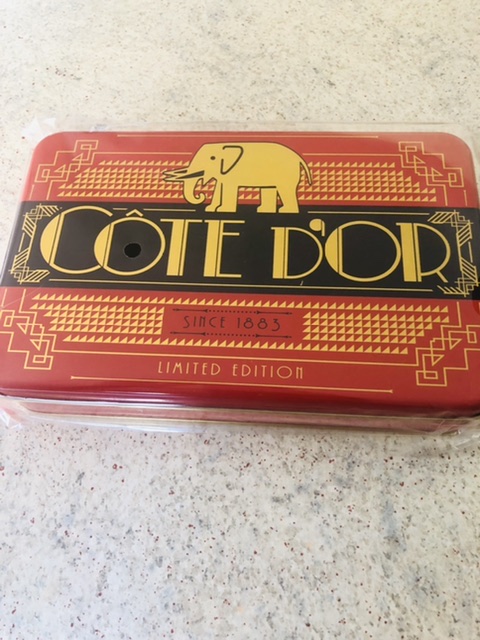 CÔTE D'OR
SINCE 1883
LIMITED EDITION